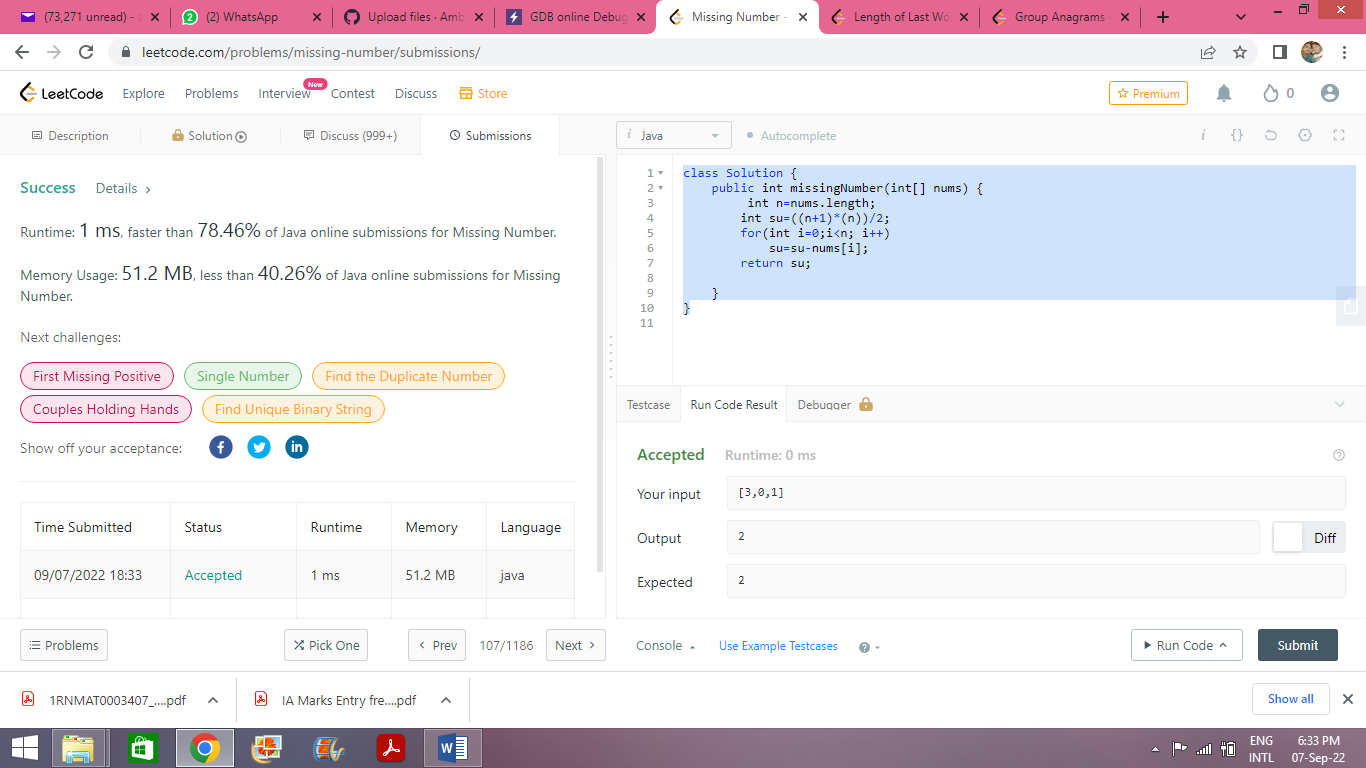 (73,271 unread) - a
(2) WhatsApp
Upload files · Amb
GDB online Debug
Missing Number -
Length of Last Wo
Group Anagrams -
leetcode.com/problems/missing-number/submissions/
LeetCode Explore Problems Interview New Contest Discuss Store
Premium 0
Description Solution Discuss (999+) Submissions
i Java Autocomplete
Success Details
Runtime: 1 ms, faster than 78.46% of Java online submissions for Missing Number.
Memory Usage: 51.2 MB, less than 40.26% of Java online submissions for Missing
Number.
Next challenges:
First Missing Positive Single Number Find the Duplicate Number
Couples Holding Hands Find Unique Binary String
Show off your acceptance:
Time Submitted Status Runtime Memory Language
09/07/2022 18:33 Accepted 1 ms 51.2 MB java
1 class Solution {
2 public int missingNumber(int[] nums) {
3 int n=nums.length;
4 int su=((n+1)*(n))/2;
5 for(int i=0;i<n; i++)
6 su=su-nums[i];
7 return su;
8
9 }
10 }
11
Testcase Run Code Result Debugger
Accepted Runtime: 0 ms
Your input [3,0,1]
Output 2 Diff
Expected 2
Problems Pick One Prev 107/1186 Next
Console Use Example Testcases Run Code Submit
1RNMAT0003407_....pdf IA Marks Entry fre....pdf Show all
ENG 6:33 PM
INTL 07-Sep-22